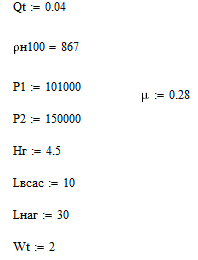 Qt := 0.04
ρн100 = 867
P1 := 101000
μ := 0.28
P2 := 150000
Hг := 4.5
Lвсас := 10
Lнаг := 30
Wt := 2